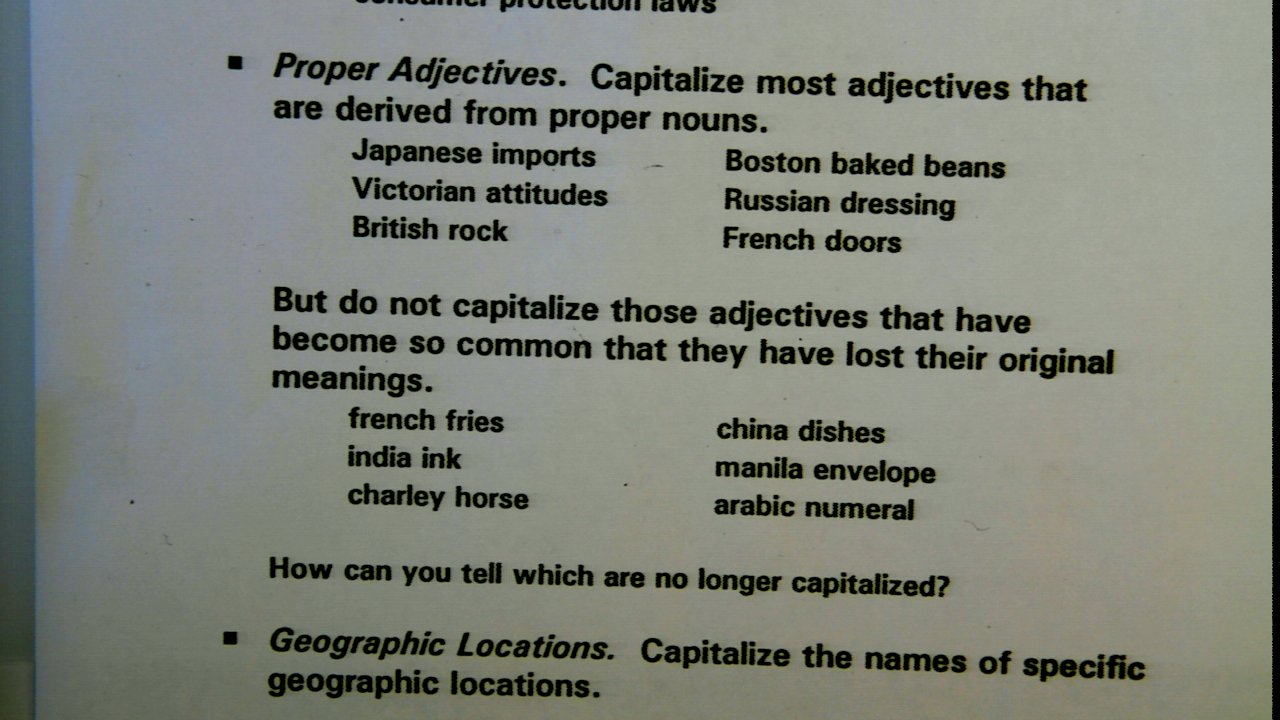 consumer protection laws
▪ Proper Adjectives. Capitalize most adjectives that
are derived from proper nouns.
Japanese imports Boston baked beans
Victorian attitudes Russian dressing
British rock French doors
But do not capitalize those adjectives that have
become so common that they have lost their original
meanings.
french fries china dishes
india ink manila envelope
charley horse arabic numeral
How can you tell which are no longer capitalized?
▪ Geographic Locations. Capitalize the names of specific
geographic locations.